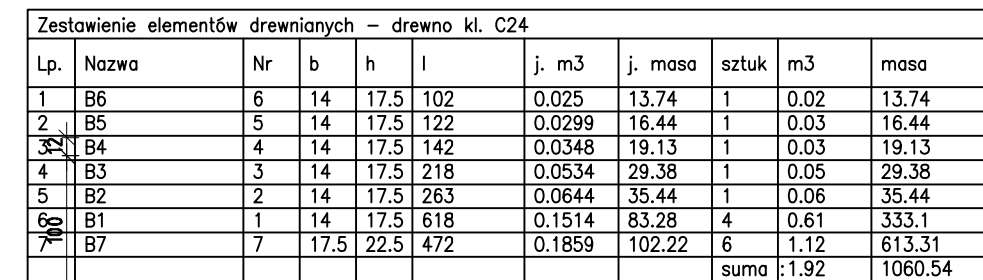 Zestawienie elementów drewnianych – drewno kl. C24
Lp. Nazwa Nr b h l j. m3 j. masa sztuk m3 masa
1 B6 6 14 17.5 102 0.025 13.74 1 0.02 13.74
2 B5 5 14 17.5 122 0.0299 16.44 1 0.03 16.44
3 B4 4 14 17.5 142 0.0348 19.13 1 0.03 19.13
12
4 B3 3 14 17.5 218 0.0534 29.38 1 0.05 29.38
5 B2 2 14 17.5 263 0.0644 35.44 1 0.06 35.44
6 B1 1 14 17.5 618 0.1514 83.28 4 0.61 333.1
100
7 B7 7 17.5 22.5 472 0.1859 102.22 6 1.12 613.31
suma : 1.92 1060.54